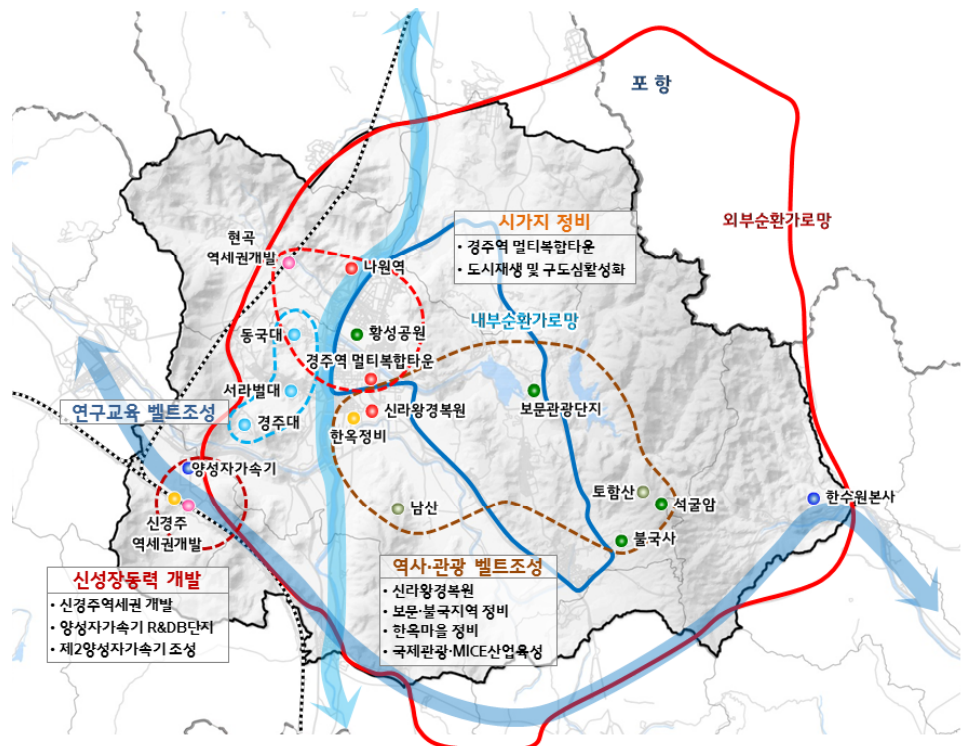 포 항
외부순환가로망
시가지 정비
• 경주역 멀티복합타운
• 도시재생 및 구도심활성화
현곡
역세권개발
나원역
내부순환가로망
동국대
황성공원
경주역 멀티복합타운
서라벌대
보문관광단지
연구교육 벨트조성
경주대
신라왕경복원
한옥정비
양성자가속기
토함산
석굴암
한수원본사
남산
신경주
역세권개발
불국사
역사·관광 벨트조성
• 신라왕경복원
• 보문·불국지역 정비
• 한옥마을 정비
• 국제관광·MICE산업육성
신성장동력 개발
• 신경주역세권 개발
• 양성자가속기 R&DB단지
• 제2양성자가속기 조성